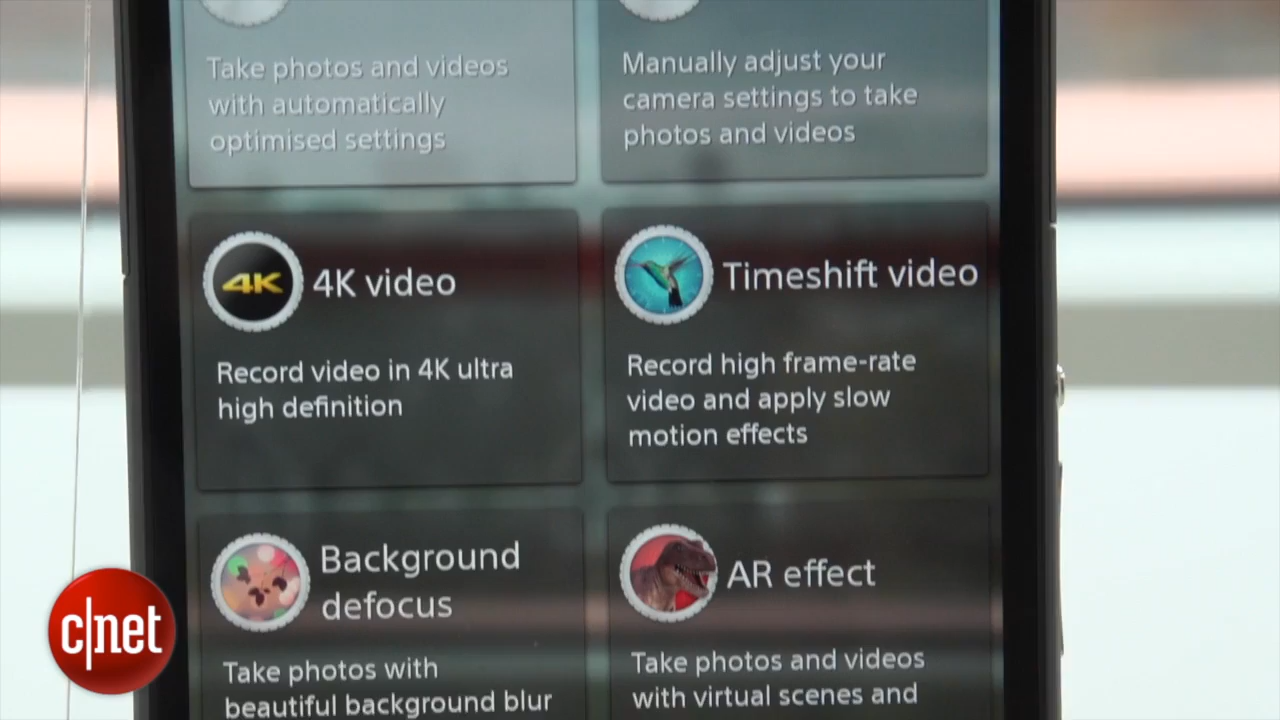 Take photos and videos
with automatically
optimised settings
Manually adjust your
camera settings to take
photos and videos
4K
4K video
Record video in 4K ultra
high definition
Timeshift video
Record high frame-rate
video and apply slow
motion effects
Background
defocus
Take photos with
beautiful background blur
AR effect
Take photos and videos
with virtual scenes and
c|net